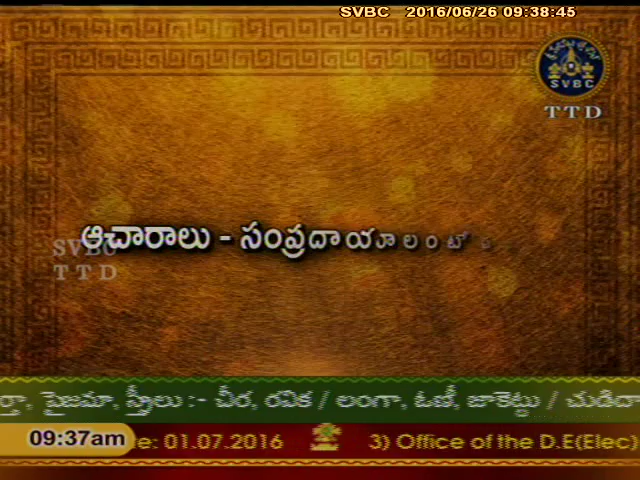 SVBC 2016/06/26 09:38:45
SVBC
TTD
ఆచారాలు - సంప్రదాయాలంటో
SVBC
TTD
పైజమా, స్త్రీలు :- చీర, రవిక / లంగా, ఓణీ, జాకెట్టు / చుడిదా
09:37am e: 01.07.2016 3) Office of the D.E(Elec)